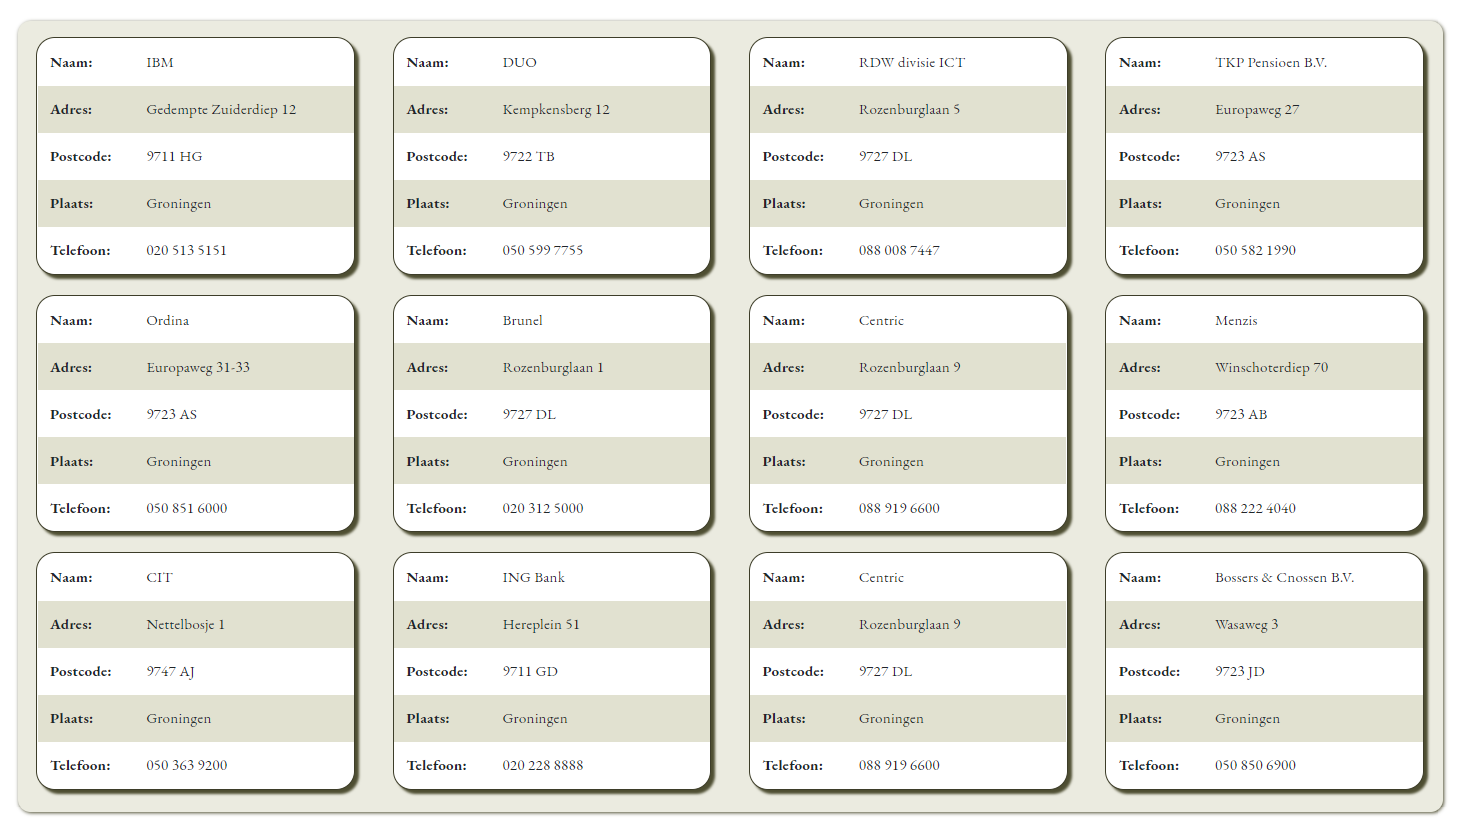 Naam: IBM
Adres: Gedempte Zuiderdiep 12
Postcode: 9711 HG
Plaats: Groningen
Telefoon: 020 513 5151
Naam: DUO
Adres: Kempkensberg 12
Postcode: 9722 TB
Plaats: Groningen
Telefoon: 050 599 7755
Naam: RDW divisie ICT
Adres: Rozenburglaan 5
Postcode: 9727 DL
Plaats: Groningen
Telefoon: 088 008 7447
Naam: TKP Pensioen B.V.
Adres: Europaweg 27
Postcode: 9723 AS
Plaats: Groningen
Telefoon: 050 582 1990
Naam: Ordina
Adres: Europaweg 31-33
Postcode: 9723 AS
Plaats: Groningen
Telefoon: 050 851 6000
Naam: Brunel
Adres: Rozenburglaan 1
Postcode: 9727 DL
Plaats: Groningen
Telefoon: 020 312 5000
Naam: Centric
Adres: Rozenburglaan 9
Postcode: 9727 DL
Plaats: Groningen
Telefoon: 088 919 6600
Naam: Menzis
Adres: Winschoterdiep 70
Postcode: 9723 AB
Plaats: Groningen
Telefoon: 088 222 4040
Naam: CIT
Adres: Nettelbosje 1
Postcode: 9747 AJ
Plaats: Groningen
Telefoon: 050 363 9200
Naam: ING Bank
Adres: Hereplein 51
Postcode: 9711 GD
Plaats: Groningen
Telefoon: 020 228 8888
Naam: Centric
Adres: Rozenburglaan 9
Postcode: 9727 DL
Plaats: Groningen
Telefoon: 088 919 6600
Naam: Bossers & Cnossen B.V.
Adres: Wasaweg 3
Postcode: 9723 JD
Plaats: Groningen
Telefoon: 050 850 6900